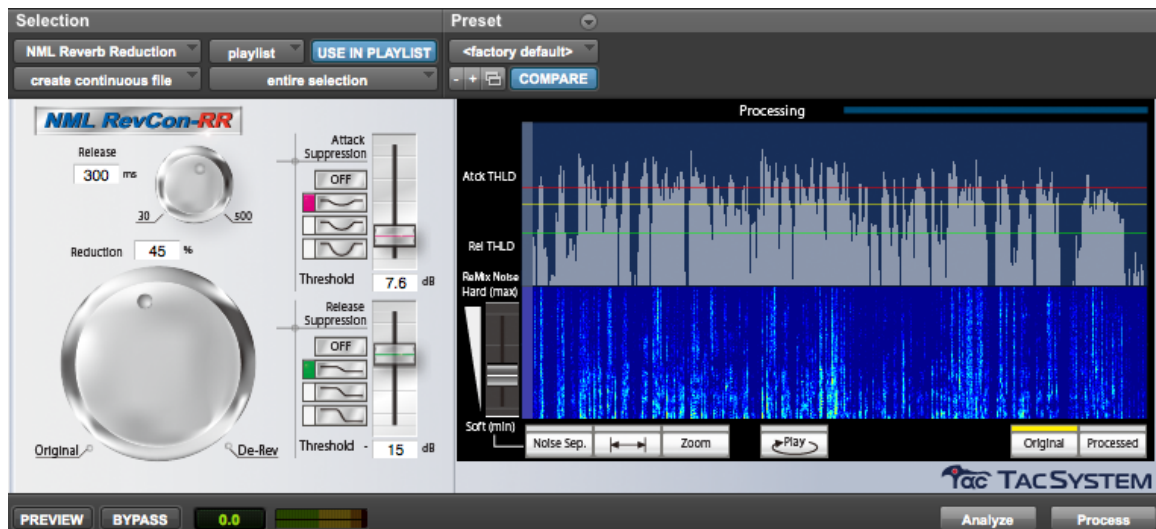 Selection
Preset
NML Reverb Reduction
playlist
USE IN PLAYLIST
<factory default>
create continuous file
entire selection
- +
COMPARE
NML RevCon-RR
Release
300 ms
30
500
Reduction 45 %
Original
De-Rev
Attack
Suppression
OFF
Threshold 7.6 dB
Release
Suppression
OFF
Threshold - 15 dB
Processing
Atck THLD
Rel THLD
ReMix Noise
Hard (max)
Soft (min)
Noise Sep.
Zoom
Play
Original
Processed
Tac TACSYSTEM
PREVIEW
BYPASS
0.0
Analyze
Process